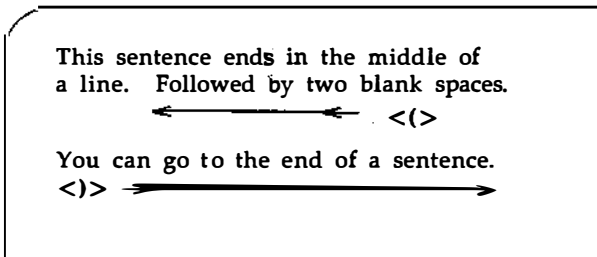 This sentence ends in the middle of
a line.  Followed by two blank spaces.
<(>
You can go to the end of a sentence.
<)>